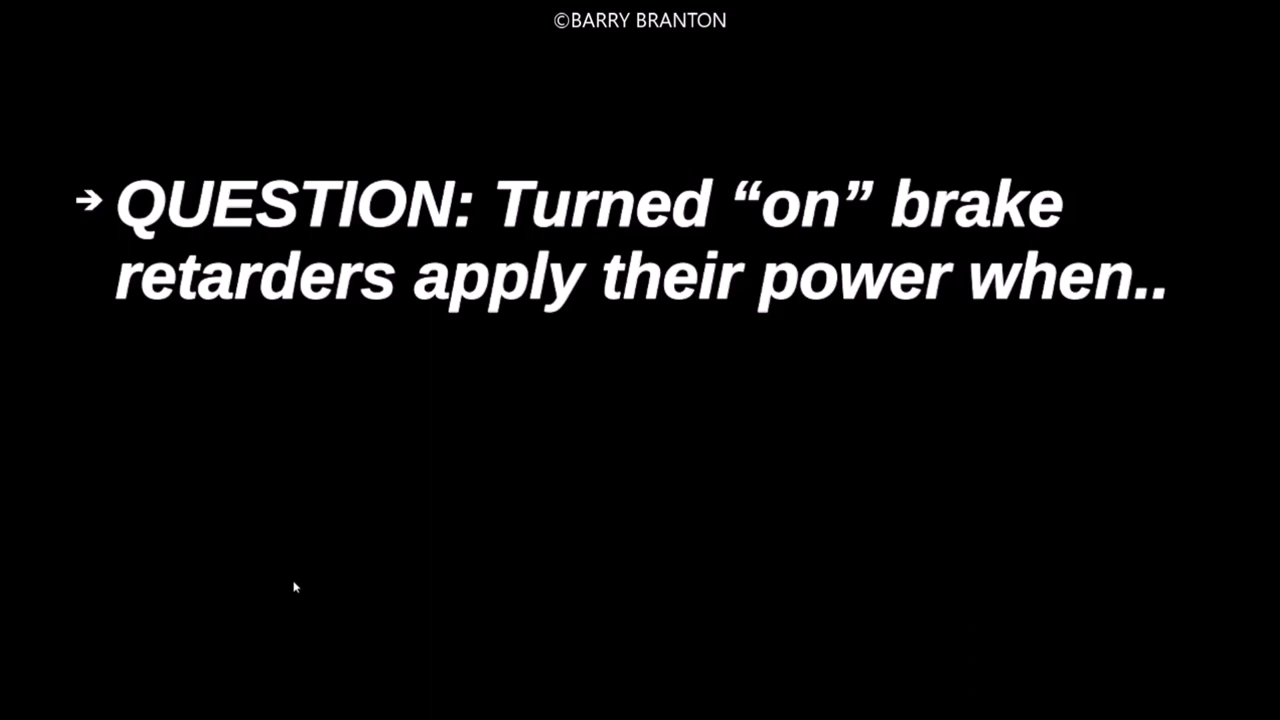 ©BARRY BRANTON
➔ QUESTION: Turned “on” brake
retarders apply their power when..